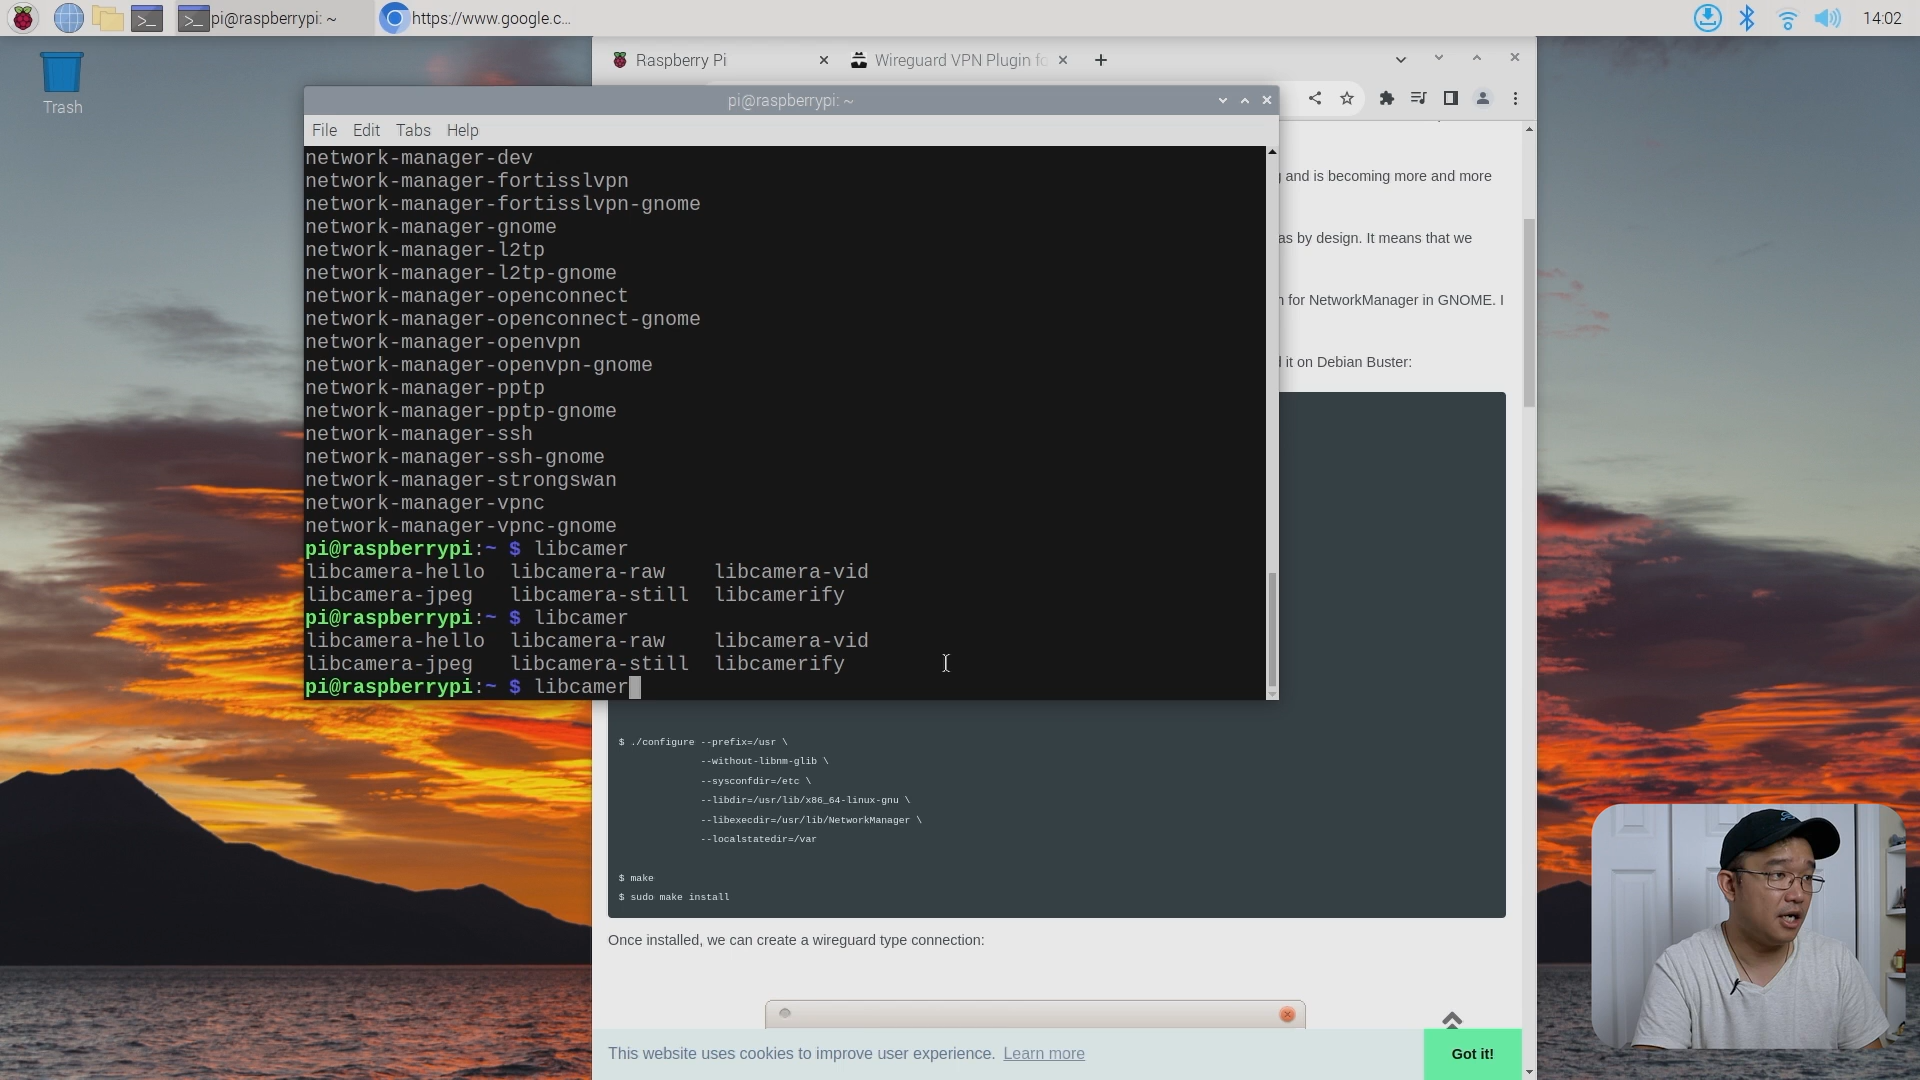 pi@raspberrypi: ~
https://www.google.c...
14:02
Trash
Raspberry Pi
Wireguard VPN Plugin fo
pi@raspberrypi: ~
File Edit Tabs Help
network-manager-dev
network-manager-fortisslvpn
network-manager-fortisslvpn-gnome
network-manager-gnome
network-manager-l2tp
network-manager-l2tp-gnome
network-manager-openconnect
network-manager-openconnect-gnome
network-manager-openvpn
network-manager-openvpn-gnome
network-manager-pptp
network-manager-pptp-gnome
network-manager-ssh
network-manager-ssh-gnome
network-manager-strongswan
network-manager-vpnc
network-manager-vpnc-gnome
pi@raspberrypi:~ $ libcamer
libcamera-hello libcamera-raw libcamera-vid
libcamera-jpeg libcamera-still libcamerify
pi@raspberrypi:~ $ libcamer
libcamera-hello libcamera-raw libcamera-vid
libcamera-jpeg libcamera-still libcamerify
pi@raspberrypi:~ $ libcamer
and is becoming more and more
as by design. It means that we
for NetworkManager in GNOME. I
it on Debian Buster:
$ ./configure --prefix=/usr \
--without-libnm-glib \
--sysconfdir=/etc \
--libdir=/usr/lib/x86_64-linux-gnu \
--libexecdir=/usr/lib/NetworkManager \
--localstatedir=/var
$ make
$ sudo make install
Once installed, we can create a wireguard type connection:
This website uses cookies to improve user experience. Learn more
Got it!